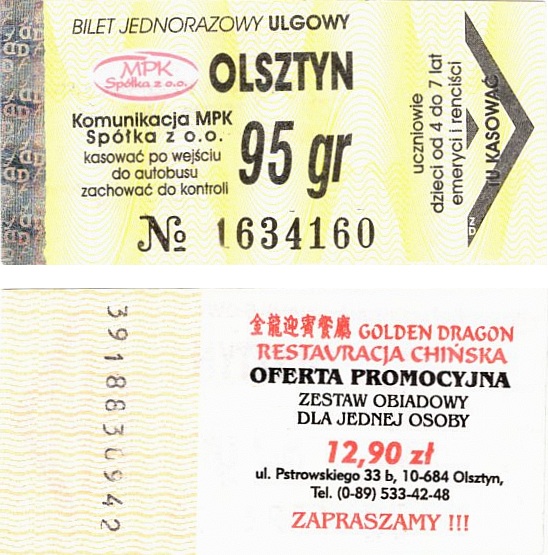 BILET JEDNORAZOWY ULGOWY
MPK
Spółka z o.o.
OLSZTYN
Komunikacja MPK
Spółka z o.o.
kasować po wejściu
do autobusu
zachować do kontroli
95 gr
uczniowie
dzieci od 4 do 7 lat
emeryci i renciści
TU KASOWAĆ
ZD
№ 1634160
3918830942
金龍迎賓餐廳 GOLDEN DRAGON
RESTAURACJA CHIŃSKA
OFERTA PROMOCYJNA
ZESTAW OBIADOWY
DLA JEDNEJ OSOBY
12,90 zł
ul. Pstrowskiego 33 b, 10-684 Olsztyn,
Tel. (0-89) 533-42-48
ZAPRASZAMY !!!